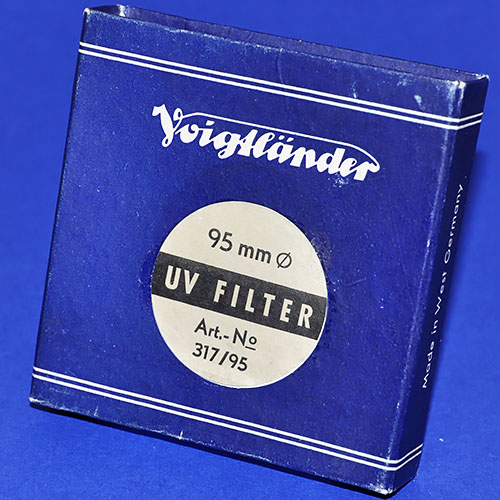 Voigtländer
95 mm Ø
UV FILTER
Art.-No
317/95
Made in West Germany